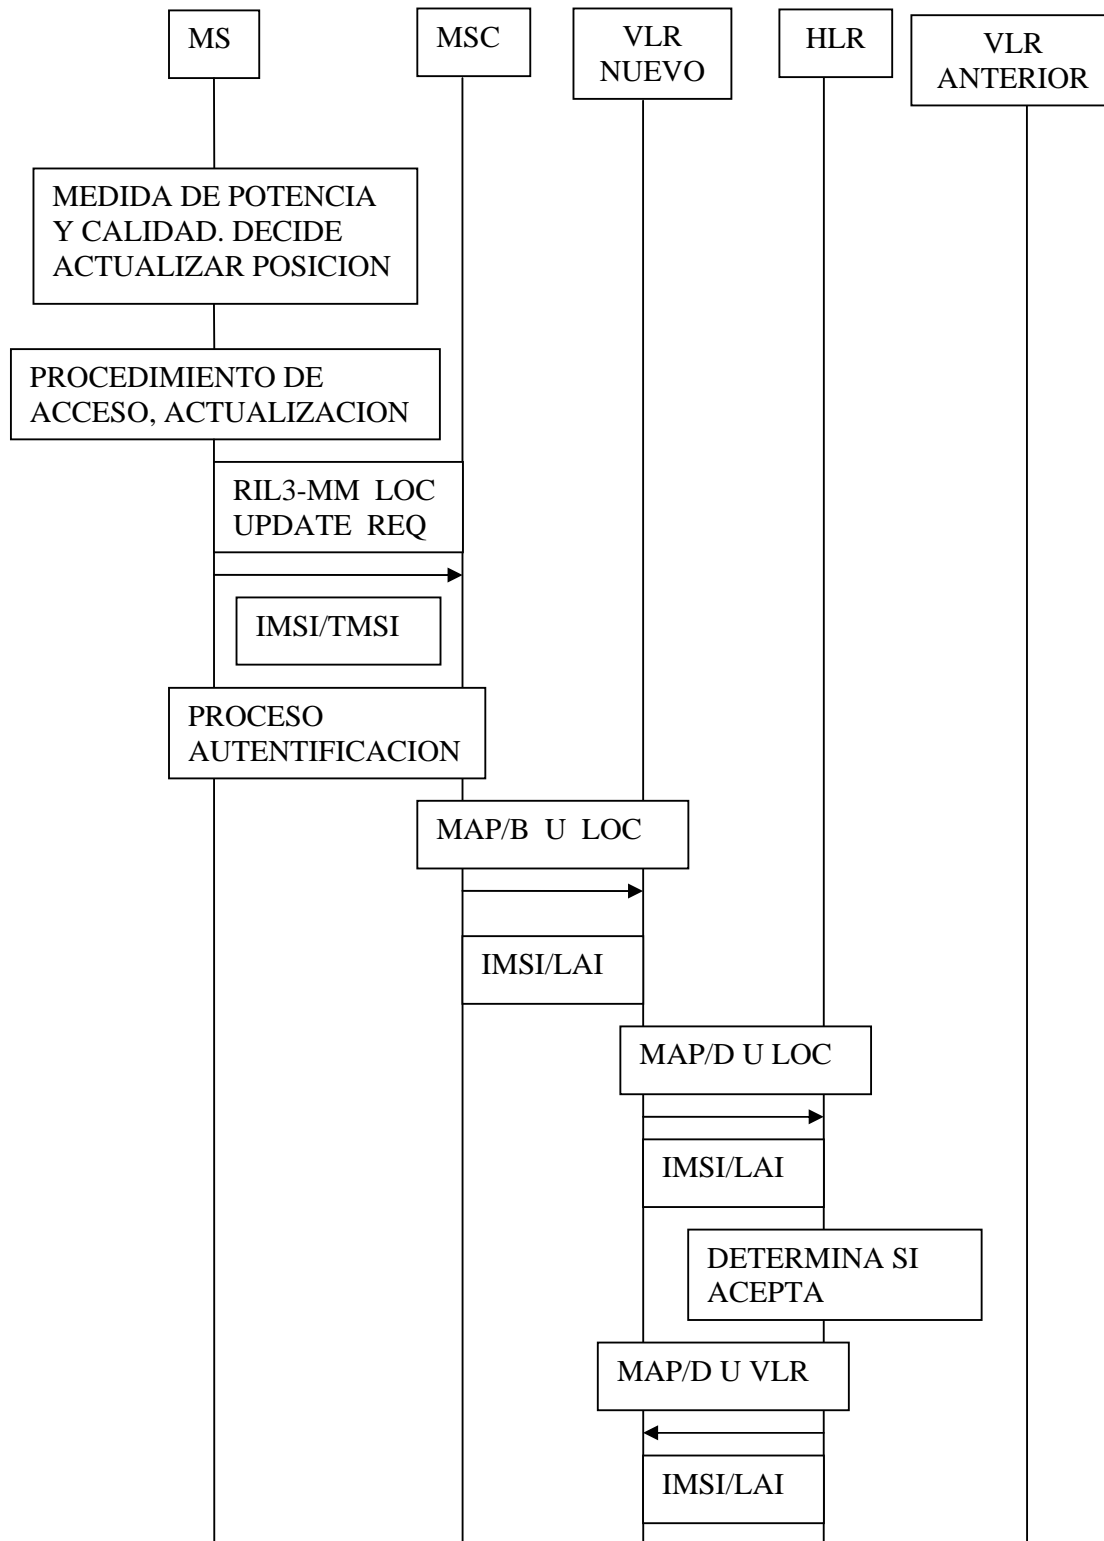 MS
MSC
VLR
NUEVO
HLR
VLR
ANTERIOR
MEDIDA DE POTENCIA
Y CALIDAD. DECIDE
ACTUALIZAR POSICION
PROCEDIMIENTO DE
ACCESO, ACTUALIZACION
RIL3-MM LOC
UPDATE REQ
IMSI/TMSI
PROCESO
AUTENTIFICACION
MAP/B U LOC
IMSI/LAI
MAP/D U LOC
IMSI/LAI
DETERMINA SI
ACEPTA
MAP/D U VLR
IMSI/LAI